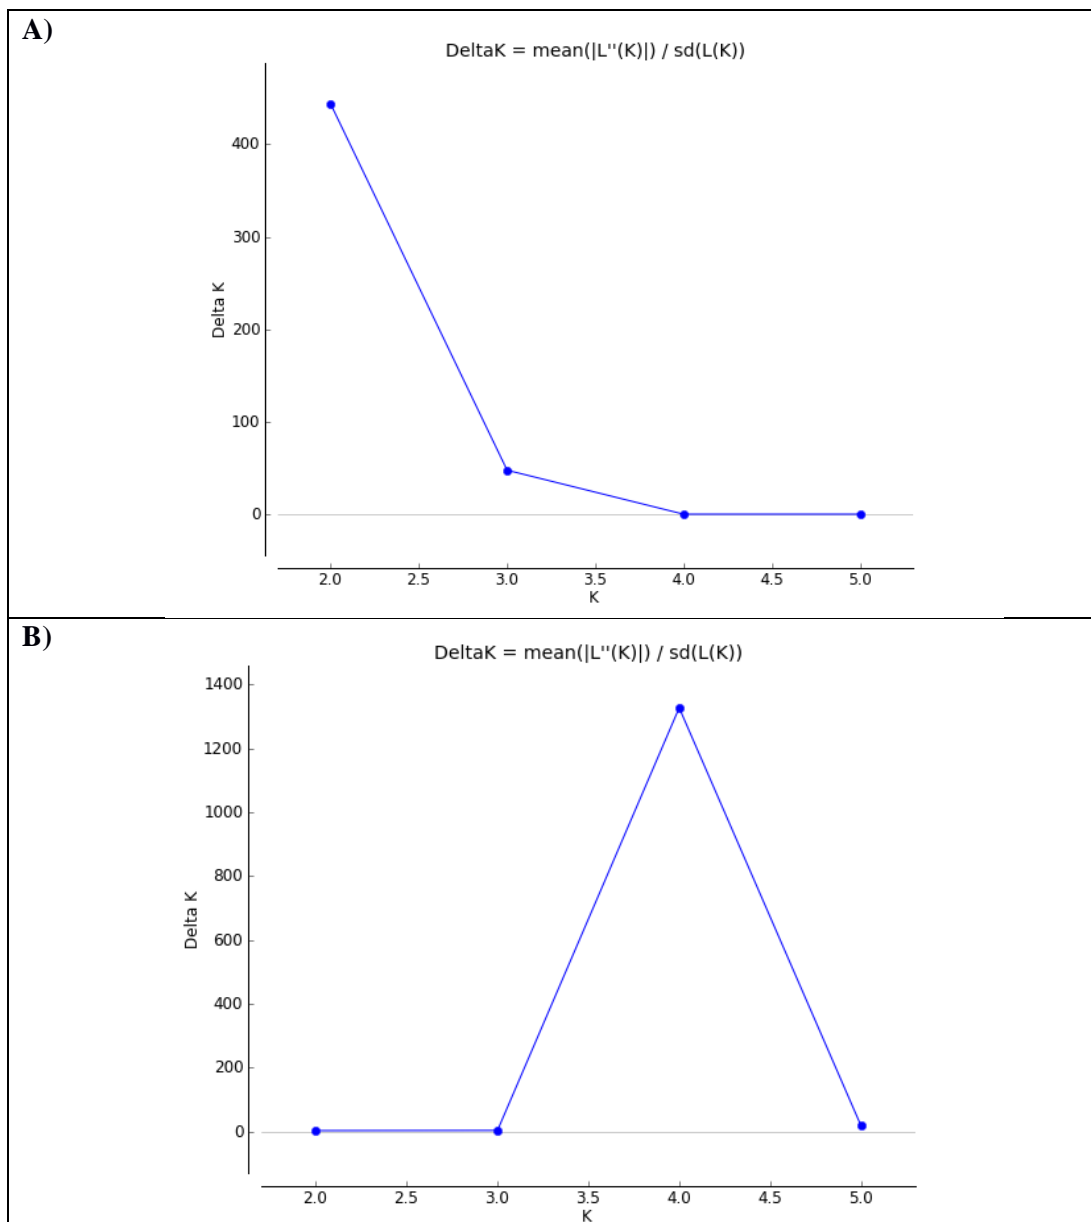 A)
DeltaK = mean(|L''(K)|) / sd(L(K))
400
300
200
100
0
Delta K
2.0 2.5 3.0 3.5 4.0 4.5 5.0
K
B)
DeltaK = mean(|L''(K)|) / sd(L(K))
1400
1200
1000
800
600
400
200
0
Delta K
2.0 2.5 3.0 3.5 4.0 4.5 5.0
K